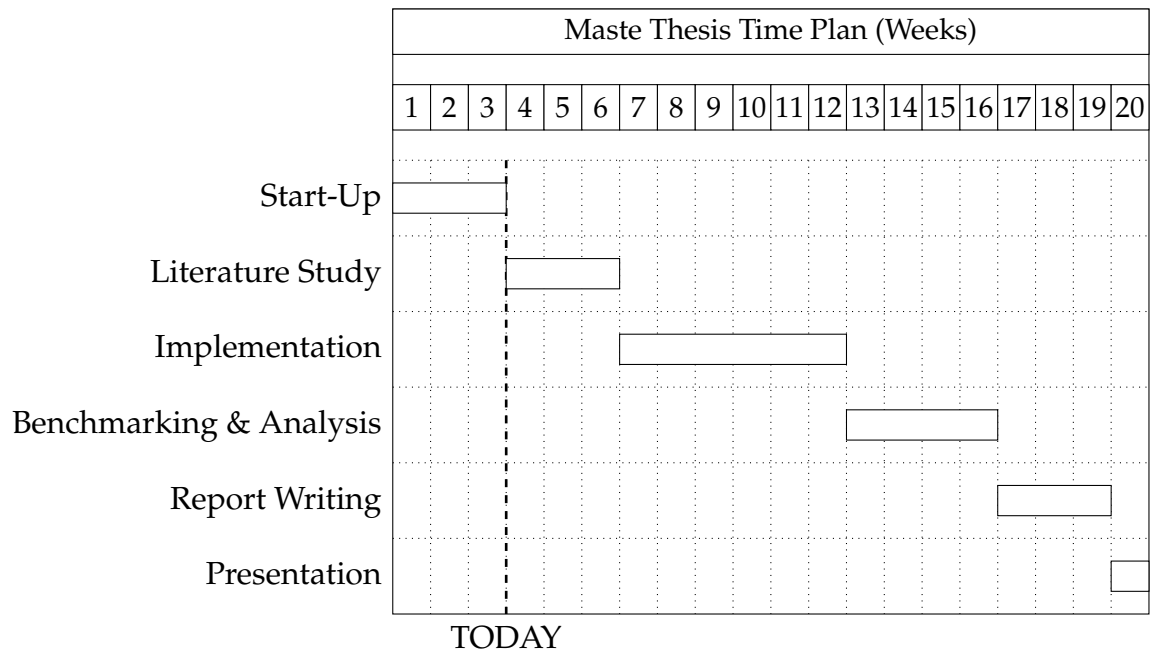 Maste Thesis Time Plan (Weeks)
1 2 3 4 5 6 7 8 9 10 11 12 13 14 15 16 17 18 19 20
Start-Up
Literature Study
Implementation
Benchmarking & Analysis
Report Writing
Presentation
TODAY